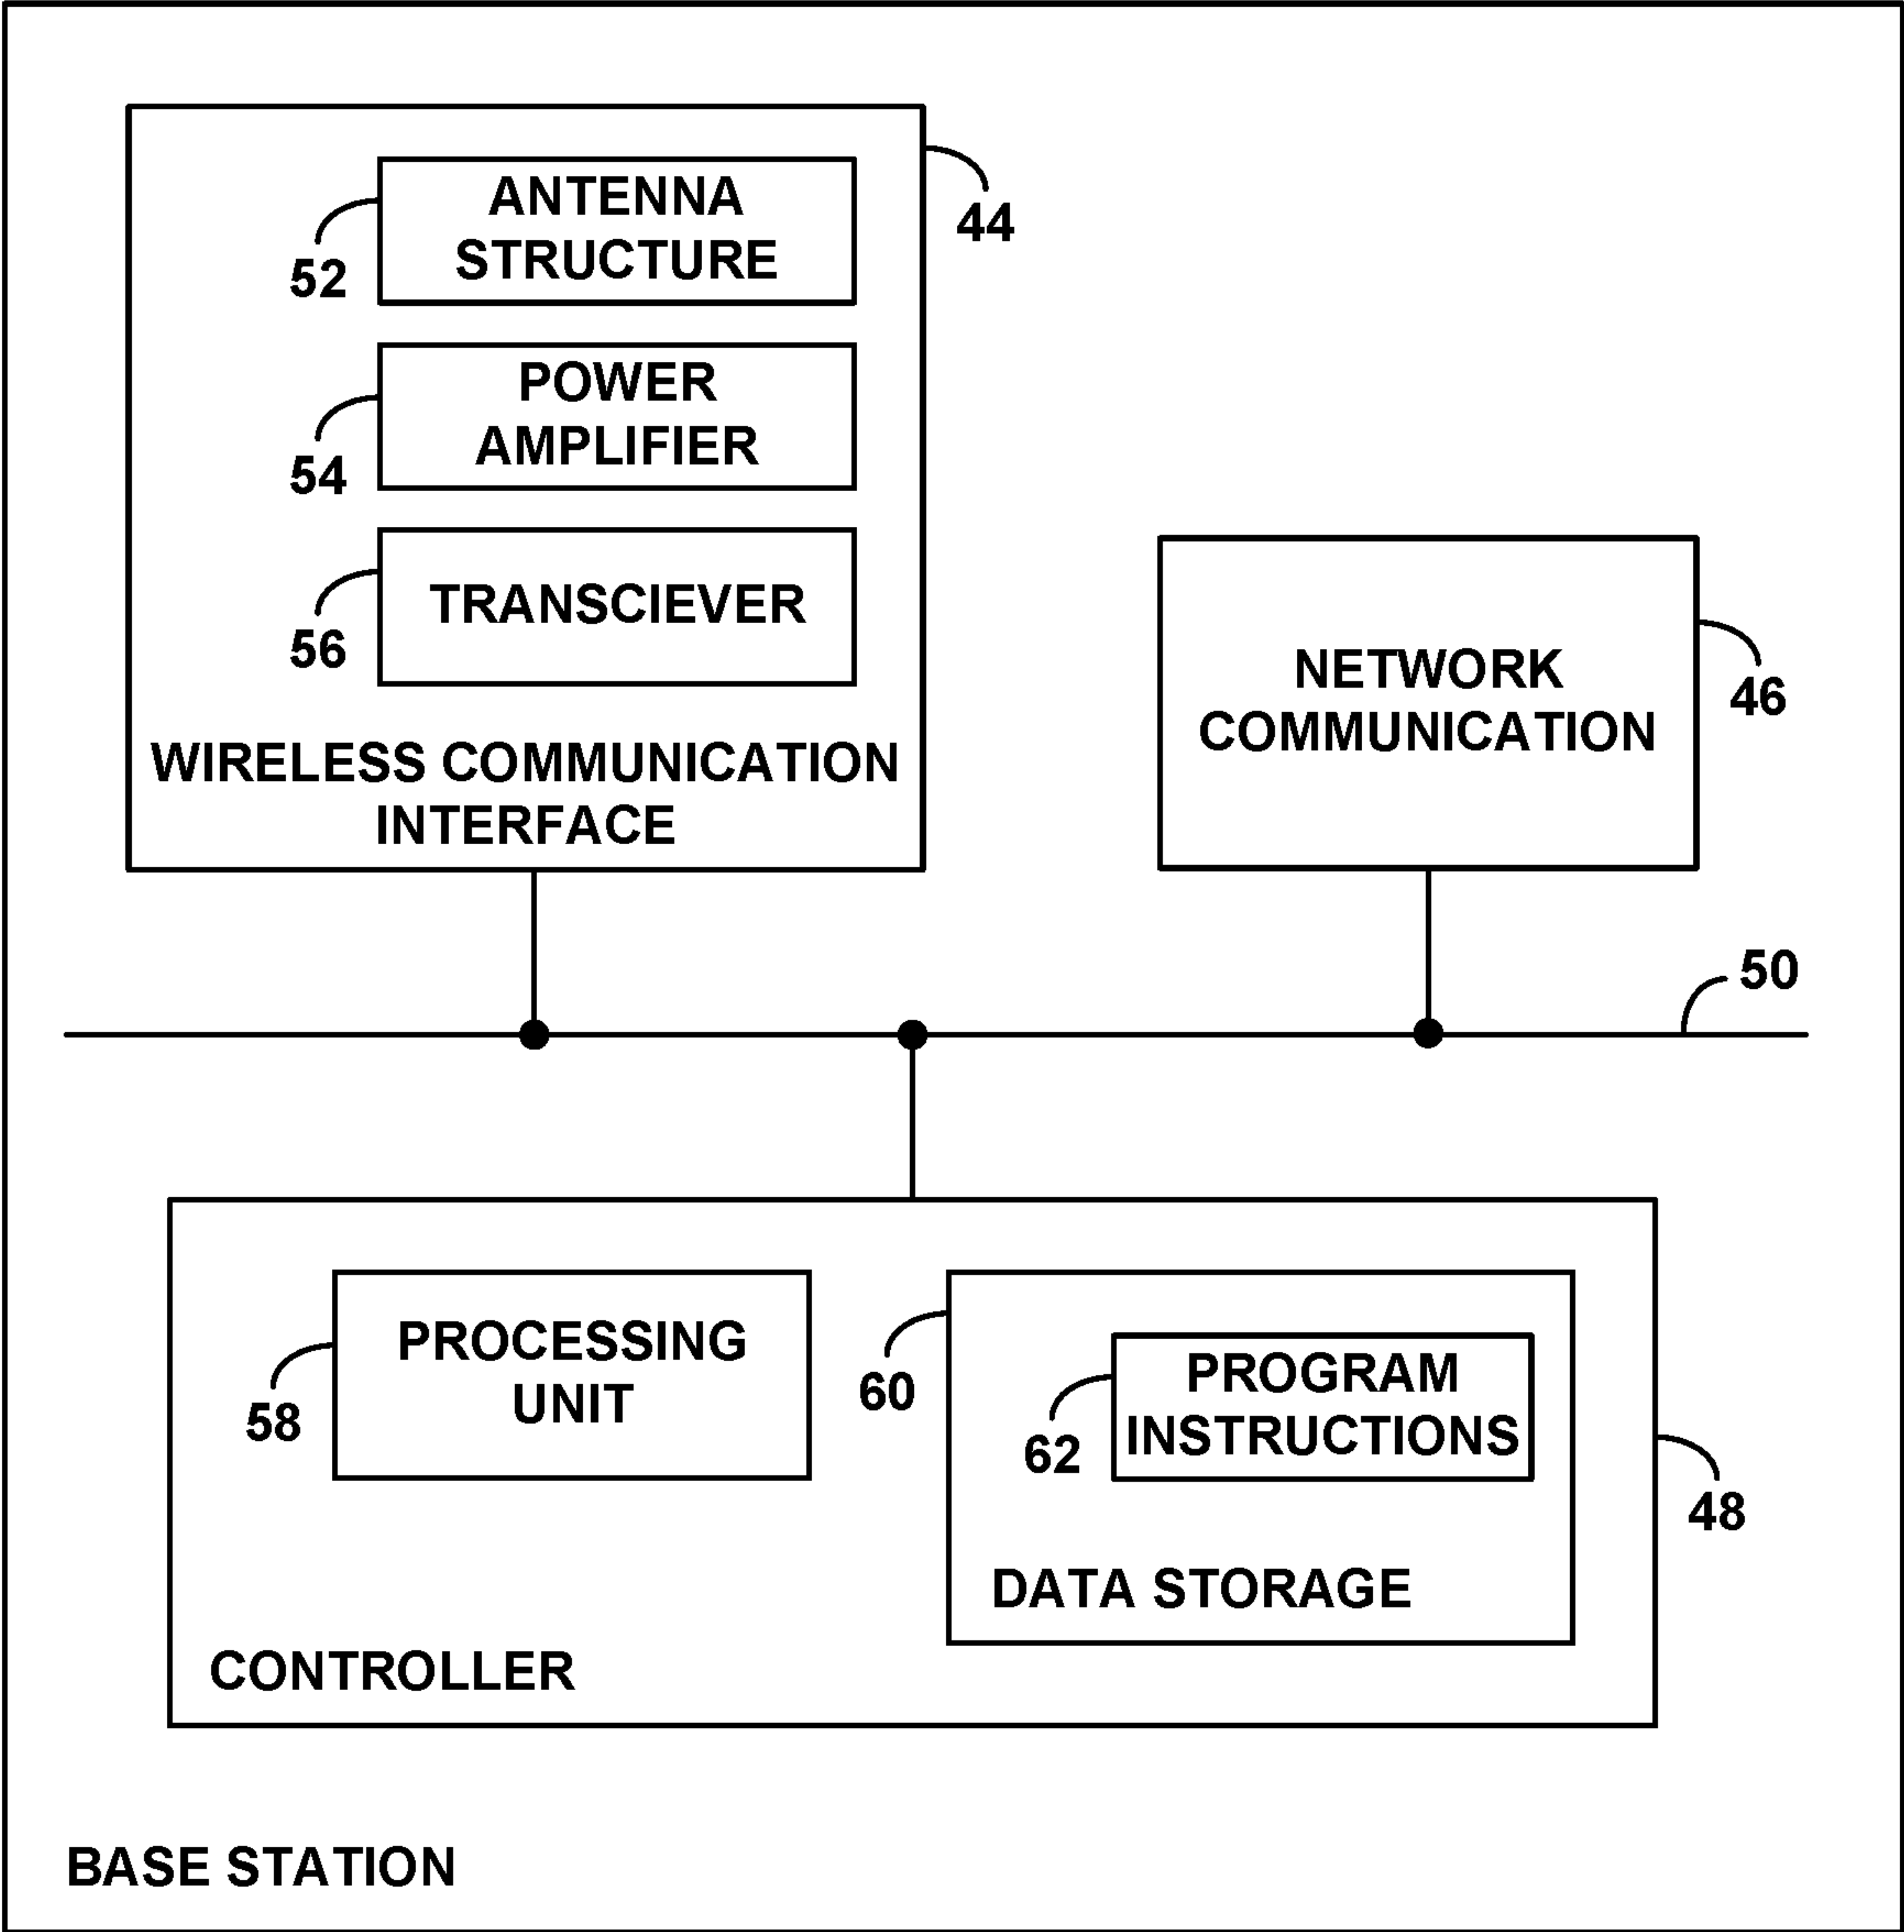 ANTENNA
STRUCTURE
52
44
POWER
AMPLIFIER
54
TRANSCIEVER
56
WIRELESS COMMUNICATION
INTERFACE
NETWORK
COMMUNICATION
46
50
PROCESSING
UNIT
58
60
PROGRAM
INSTRUCTIONS
62
48
DATA STORAGE
CONTROLLER
BASE STATION